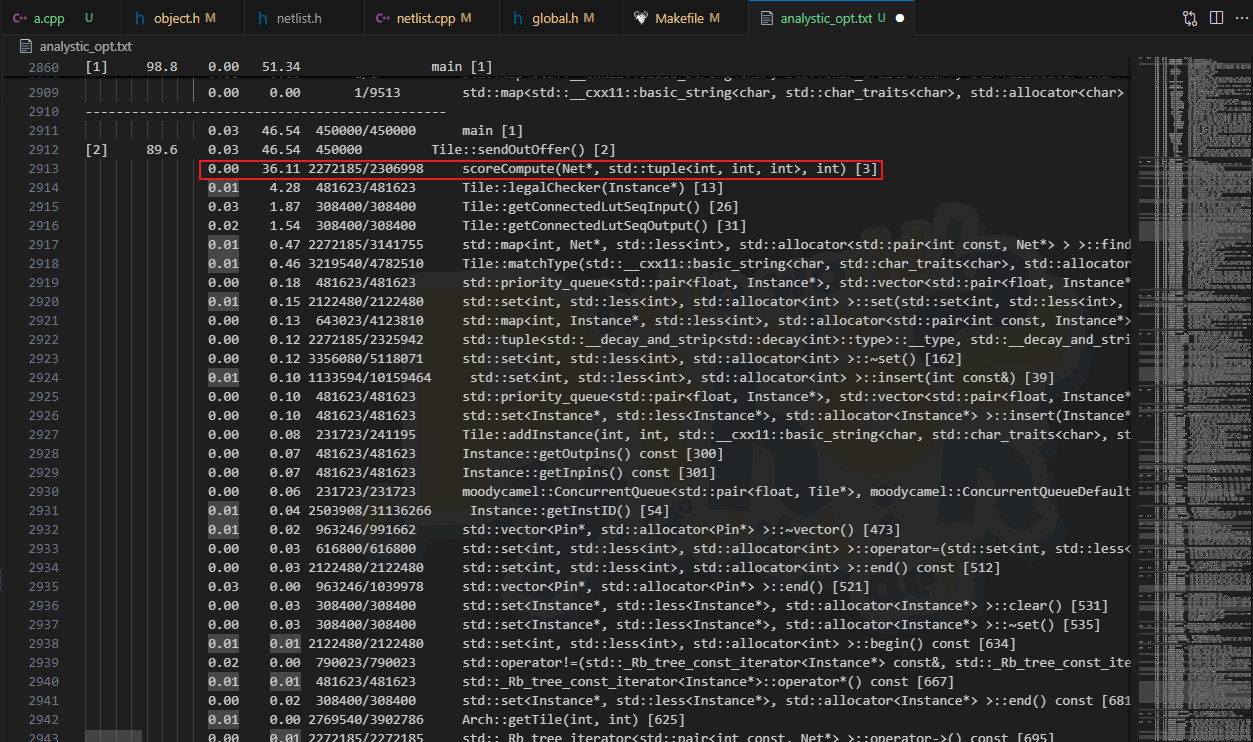 a.cpp U object.h M netlist.h netlist.cpp M global.h M Makefile M analystic_opt.txt U
analystic_opt.txt
2860 [1] 98.8 0.00 51.34 main [1]
2909 0.00 0.00 1/9513 std::map<std::__cxx11::basic_string<char, std::char_traits<char>, std::allocator<char>
2910 -----------------------------------------------
2911 0.03 46.54 450000/450000 main [1]
2912 [2] 89.6 0.03 46.54 450000 Tile::sendOutOffer() [2]
2913 0.00 36.11 2272185/2306998 scoreCompute(Net*, std::tuple<int, int, int>, int) [3]
2914 0.01 4.28 481623/481623 Tile::legalChecker(Instance*) [13]
2915 0.03 1.87 308400/308400 Tile::getConnectedLutSeqInput() [26]
2916 0.02 1.54 308400/308400 Tile::getConnectedLutSeqOutput() [31]
2917 0.01 0.47 2272185/3141755 std::map<int, Net*, std::less<int>, std::allocator<std::pair<int const, Net*> > >::find
2918 0.01 0.46 3219540/4782510 Tile::matchType(std::__cxx11::basic_string<char, std::char_traits<char>, std::allocator
2919 0.00 0.18 481623/481623 std::priority_queue<std::pair<float, Instance*>, std::vector<std::pair<float, Instance*
2920 0.01 0.15 2122480/2122480 std::set<int, std::less<int>, std::allocator<int> >::set(std::set<int, std::less<int>,
2921 0.00 0.13 643023/4123810 std::map<int, Instance*, std::less<int>, std::allocator<std::pair<int const, Instance*>
2922 0.00 0.12 2272185/2325942 std::tuple<std::__decay_and_strip<std::decay<int>::type>::__type, std::__decay_and_stri
2923 0.00 0.12 3356080/5118071 std::set<int, std::less<int>, std::allocator<int> >::~set() [162]
2924 0.01 0.10 1133594/10159464 std::set<int, std::less<int>, std::allocator<int> >::insert(int const&) [39]
2925 0.00 0.10 481623/481623 std::priority_queue<std::pair<float, Instance*>, std::vector<std::pair<float, Instance*
2926 0.00 0.10 481623/481623 std::set<Instance*, std::less<Instance*>, std::allocator<Instance*> >::insert(Instance*
2927 0.00 0.08 231723/241195 Tile::addInstance(int, int, std::__cxx11::basic_string<char, std::char_traits<char>, st
2928 0.00 0.07 481623/481623 Instance::getOutpins() const [300]
2929 0.00 0.07 481623/481623 Instance::getInpins() const [301]
2930 0.00 0.06 231723/231723 moodycamel::ConcurrentQueue<std::pair<float, Tile*>, moodycamel::ConcurrentQueueDefault
2931 0.01 0.04 2503908/31136266 Instance::getInstID() [54]
2932 0.01 0.02 963246/991662 std::vector<Pin*, std::allocator<Pin*> >::~vector() [473]
2933 0.00 0.03 616800/616800 std::set<int, std::less<int>, std::allocator<int> >::operator=(std::set<int, std::less<
2934 0.00 0.03 2122480/2122480 std::set<int, std::less<int>, std::allocator<int> >::end() const [512]
2935 0.03 0.00 963246/1039978 std::vector<Pin*, std::allocator<Pin*> >::end() [521]
2936 0.00 0.03 308400/308400 std::set<Instance*, std::less<Instance*>, std::allocator<Instance*> >::clear() [531]
2937 0.00 0.03 308400/308400 std::set<Instance*, std::less<Instance*>, std::allocator<Instance*> >::~set() [535]
2938 0.01 0.01 2122480/2122480 std::set<int, std::less<int>, std::allocator<int> >::begin() const [634]
2939 0.02 0.00 790023/790023 std::operator!=(std::_Rb_tree_const_iterator<Instance*> const&, std::_Rb_tree_const_ite
2940 0.01 0.01 481623/481623 std::_Rb_tree_const_iterator<Instance*>::operator*() const [667]
2941 0.00 0.02 308400/308400 std::set<Instance*, std::less<Instance*>, std::allocator<Instance*> >::end() const [681
2942 0.01 0.00 2769540/3902786 Arch::getTile(int, int) [625]
2943 0.00 0.01 2272185/2272185 std::_Rb_tree_iterator<std::pair<int const, Net*> >::operator->() const [695]